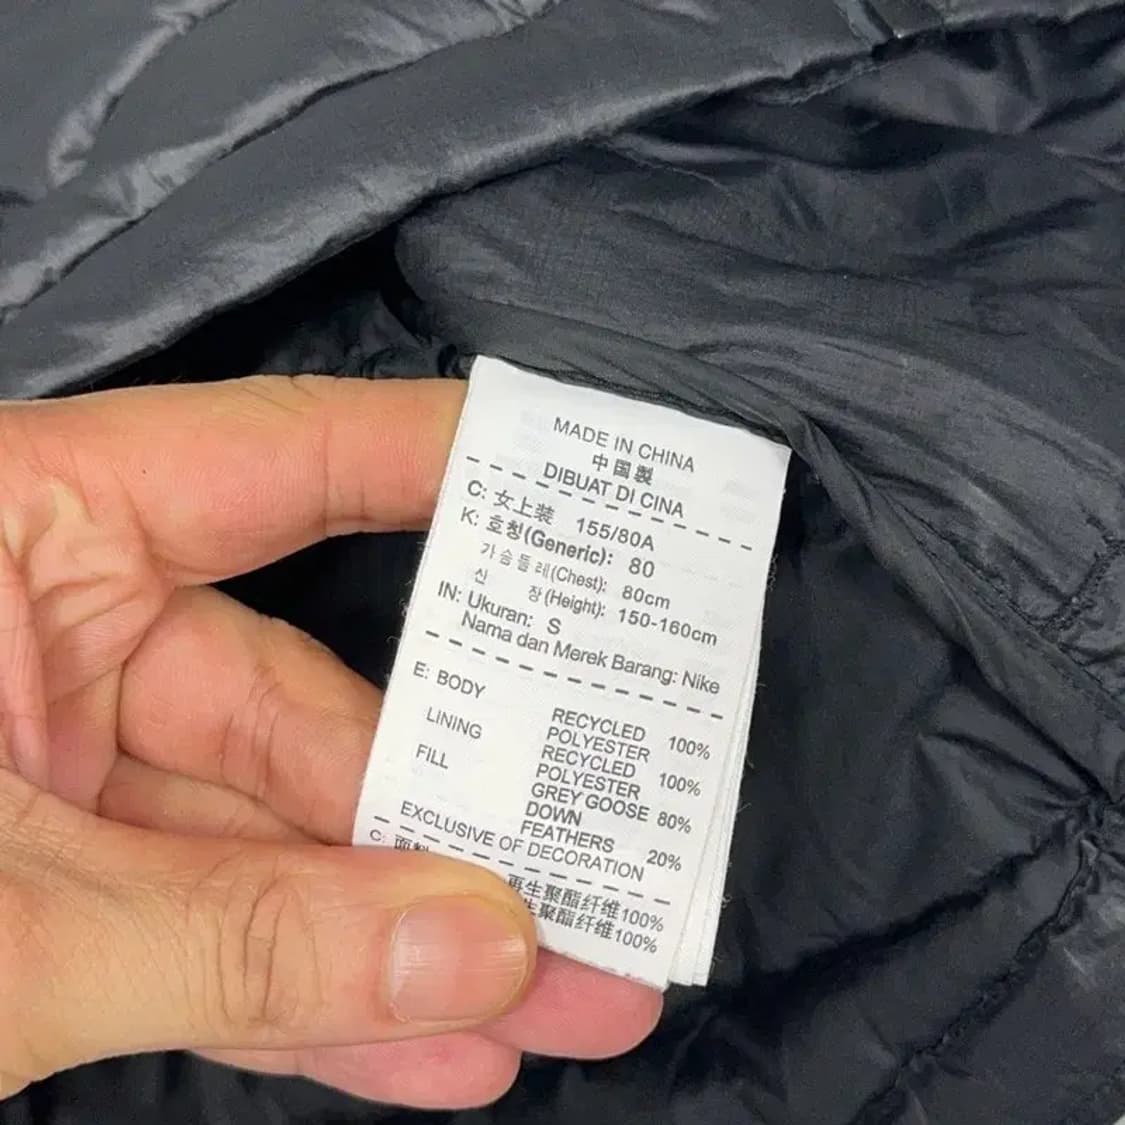 MADE IN CHINA
中国製
DIBUAT DI CINA
C: 女上装 155/80A
K: 호칭(Generic): 80
가슴둘레(Chest): 80cm
신 장(Height): 150-160cm
IN: Ukuran: S
Nama dan Merek Barang: Nike
E: BODY RECYCLED POLYESTER 100%
LINING RECYCLED POLYESTER 100%
FILL GREY GOOSE DOWN 80%
FEATHERS 20%
EXCLUSIVE OF DECORATION
C: 面料 再生聚酯纤维100%
生聚酯纤维100%